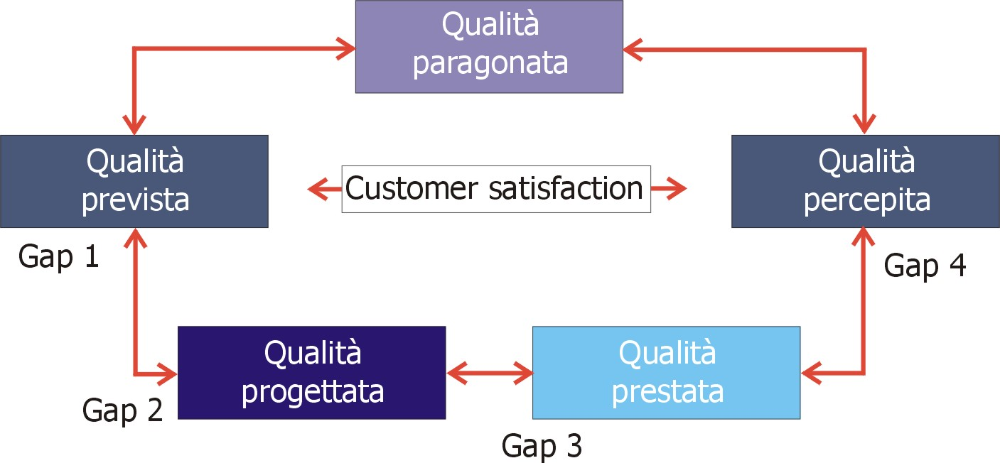 Qualità
paragonata
Qualità
prevista
Customer satisfaction
Qualità
percepita
Gap 1
Gap 4
Qualità
progettata
Qualità
prestata
Gap 2
Gap 3